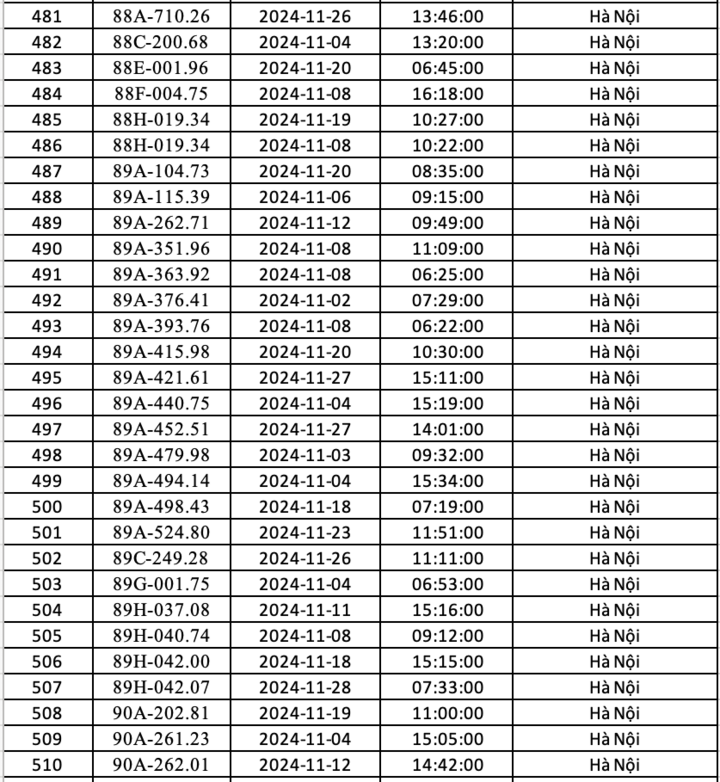 481 88A-710.26 2024-11-26 13:46:00 Hà Nội
482 88C-200.68 2024-11-04 13:20:00 Hà Nội
483 88E-001.96 2024-11-20 06:45:00 Hà Nội
484 88F-004.75 2024-11-08 16:18:00 Hà Nội
485 88H-019.34 2024-11-19 10:27:00 Hà Nội
486 88H-019.34 2024-11-08 10:22:00 Hà Nội
487 89A-104.73 2024-11-20 08:35:00 Hà Nội
488 89A-115.39 2024-11-06 09:15:00 Hà Nội
489 89A-262.71 2024-11-12 09:49:00 Hà Nội
490 89A-351.96 2024-11-08 11:09:00 Hà Nội
491 89A-363.92 2024-11-08 06:25:00 Hà Nội
492 89A-376.41 2024-11-02 07:29:00 Hà Nội
493 89A-393.76 2024-11-08 06:22:00 Hà Nội
494 89A-415.98 2024-11-20 10:30:00 Hà Nội
495 89A-421.61 2024-11-27 15:11:00 Hà Nội
496 89A-440.75 2024-11-04 15:19:00 Hà Nội
497 89A-452.51 2024-11-27 14:01:00 Hà Nội
498 89A-479.98 2024-11-03 09:32:00 Hà Nội
499 89A-494.14 2024-11-04 15:34:00 Hà Nội
500 89A-498.43 2024-11-18 07:19:00 Hà Nội
501 89A-524.80 2024-11-23 11:51:00 Hà Nội
502 89C-249.28 2024-11-26 11:11:00 Hà Nội
503 89G-001.75 2024-11-04 06:53:00 Hà Nội
504 89H-037.08 2024-11-11 15:16:00 Hà Nội
505 89H-040.74 2024-11-08 09:12:00 Hà Nội
506 89H-042.00 2024-11-18 15:15:00 Hà Nội
507 89H-042.07 2024-11-28 07:33:00 Hà Nội
508 90A-202.81 2024-11-19 11:00:00 Hà Nội
509 90A-261.23 2024-11-04 15:05:00 Hà Nội
510 90A-262.01 2024-11-12 14:42:00 Hà Nội